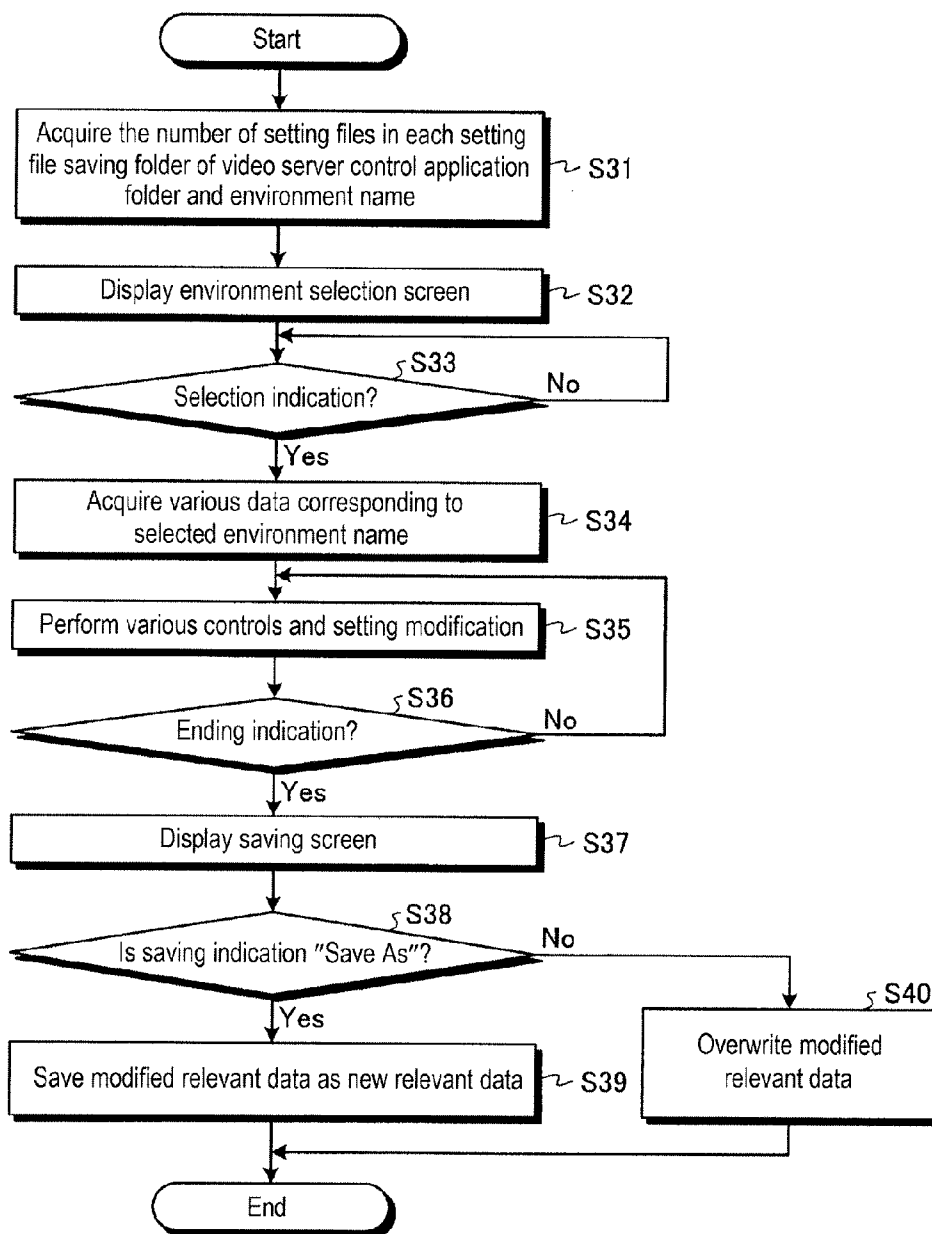 Start
Acquire the number of setting files in each setting
file saving folder of video server control application
folder and environment name
S31
Display environment selection screen
S32
S33
Selection indication?
No
Yes
Acquire various data corresponding to
selected environment name
S34
Perform various controls and setting modification
S35
S36
Ending indication?
No
Yes
Display saving screen
S37
S38
Is saving indication "Save As"?
No
Yes
S40
Overwrite modified
relevant data
Save modified relevant data as new relevant data
S39
End